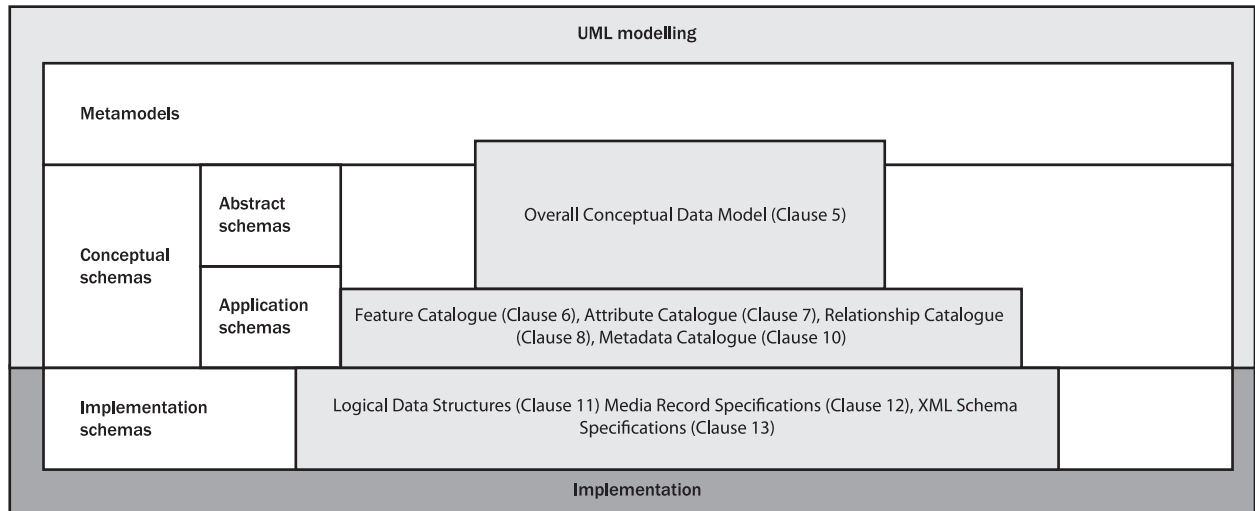 UML modelling
Metamodels
Abstract
schemas
Overall Conceptual Data Model (Clause 5)
Conceptual
schemas
Application
schemas
Feature Catalogue (Clause 6), Attribute Catalogue (Clause 7), Relationship Catalogue
(Clause 8), Metadata Catalogue (Clause 10)
Implementation
schemas
Logical Data Structures (Clause 11) Media Record Specifications (Clause 12), XML Schema
Specifications (Clause 13)
Implementation